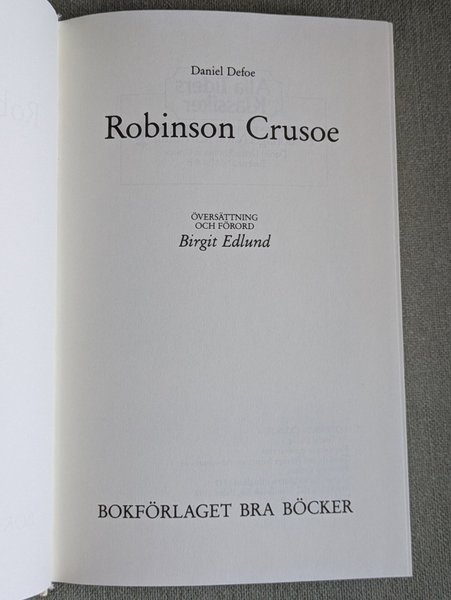 Daniel Defoe
Robinson Crusoe
ÖVERSÄTTNING
OCH FÖRORD
Birgit Edlund
BOKFÖRLAGET BRA BÖCKER